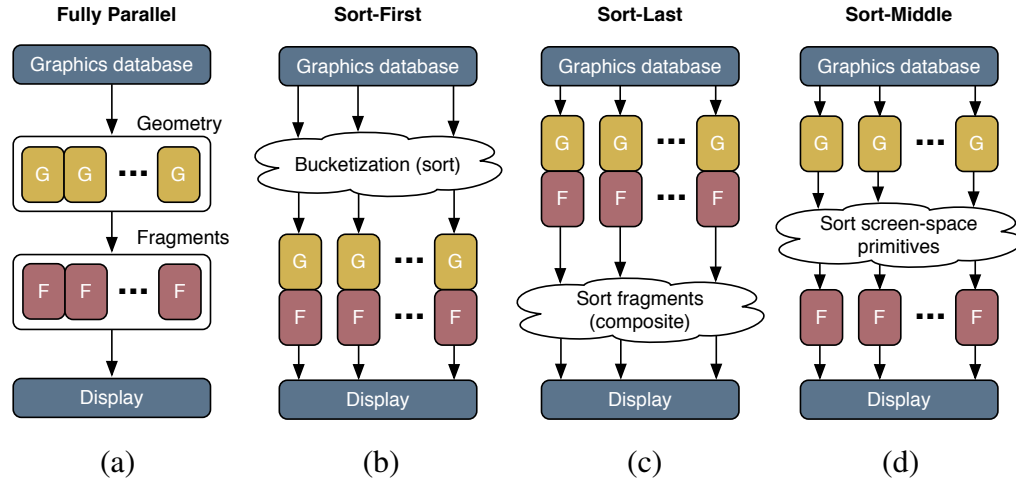 Fully Parallel
Graphics database
Geometry
G G ... G
Fragments
F F ... F
Display
(a)
Sort-First
Graphics database
Bucketization (sort)
G G ... G
F F ... F
Display
(b)
Sort-Last
Graphics database
G G ... G
F F ... F
Sort fragments
(composite)
Display
(c)
Sort-Middle
Graphics database
G G ... G
Sort screen-space
primitives
F F ... F
Display
(d)